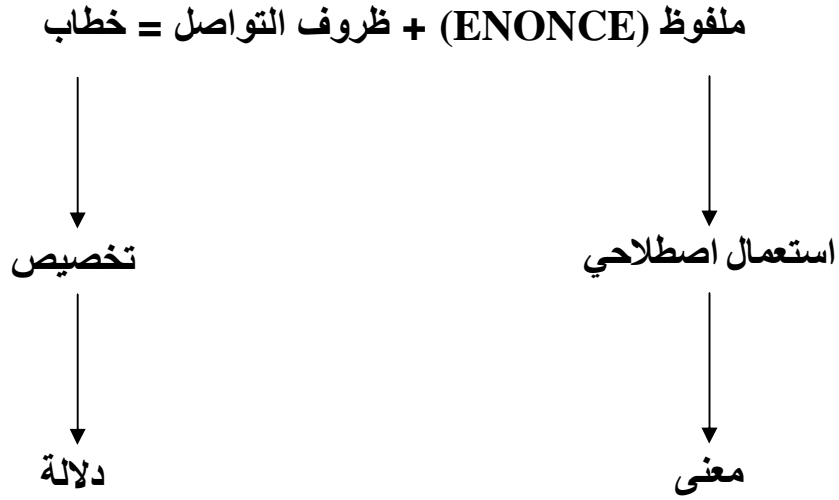 ملفوظ (ENONCE) + ظروف التواصل = خطاب
استعمال اصطلاحي تخصيص
معنى دلالة